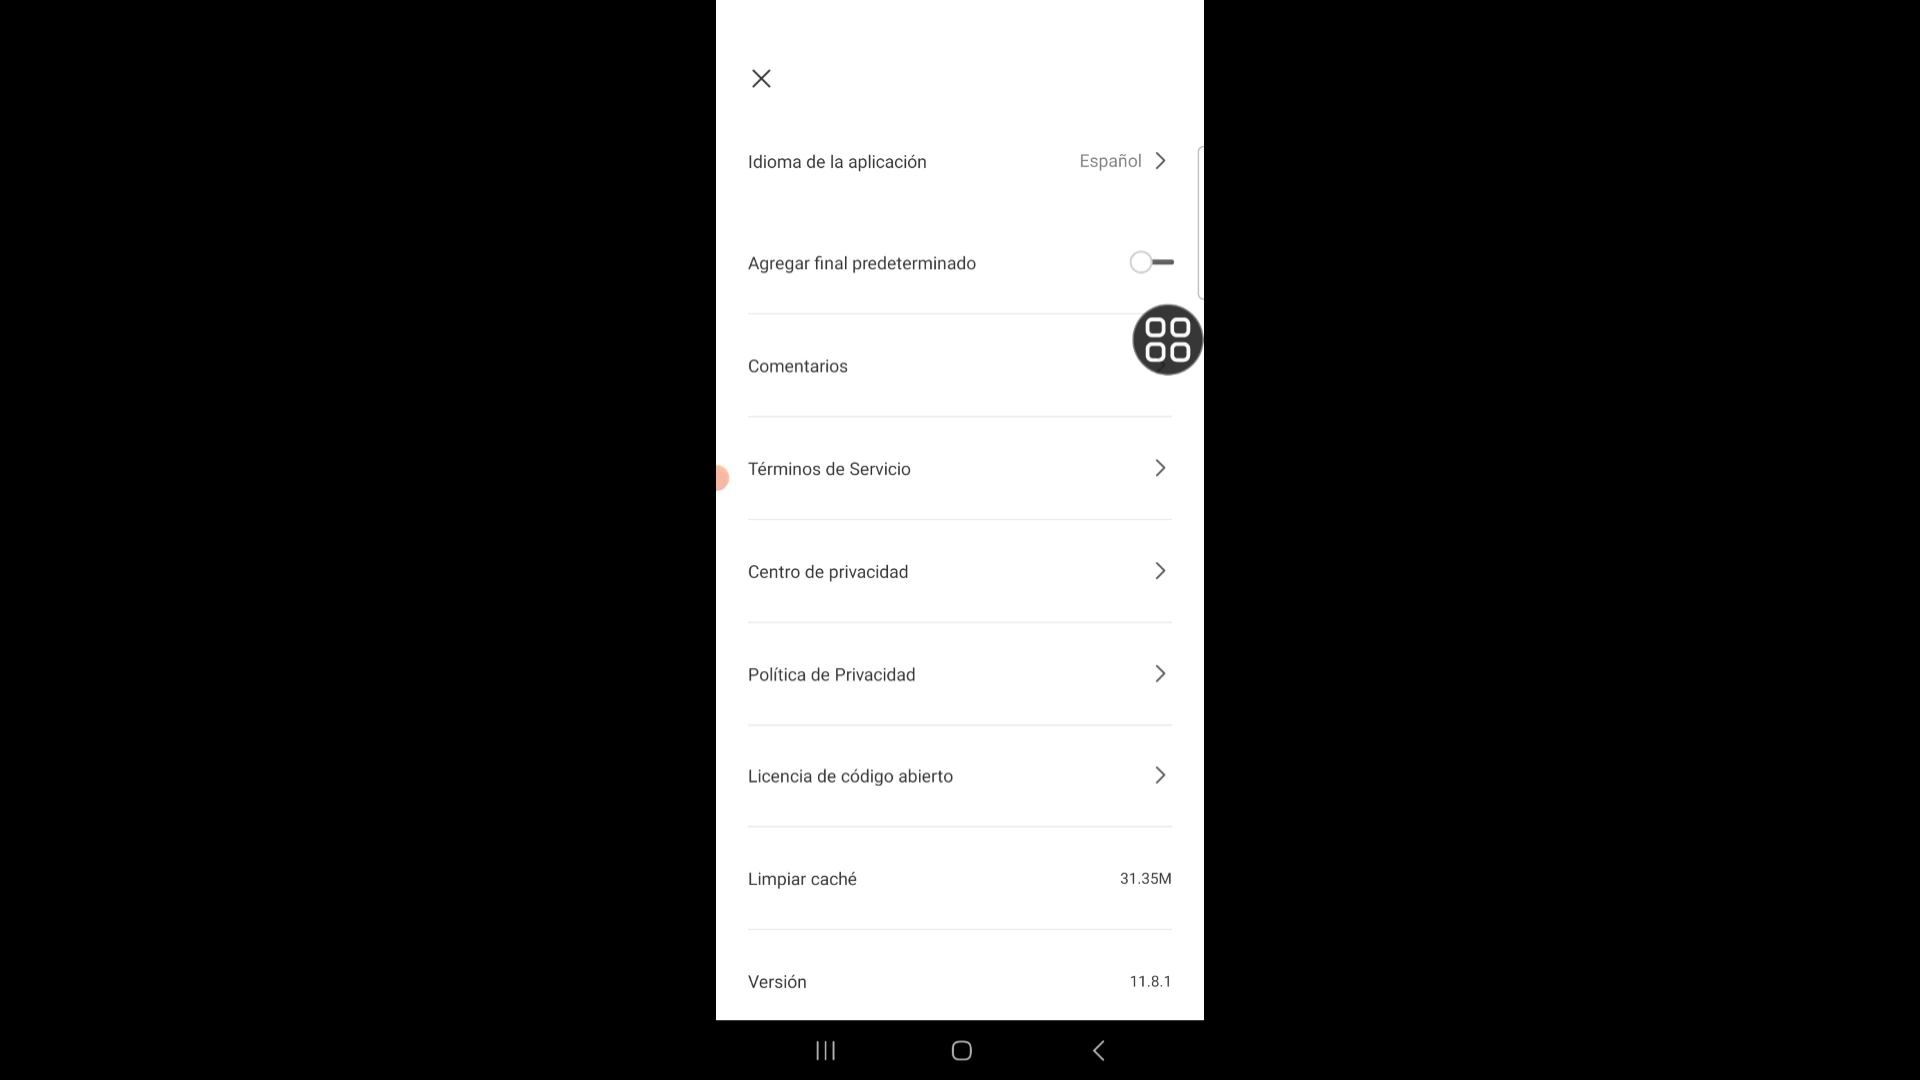 Idioma de la aplicación Español
Agregar final predeterminado
Comentarios
Términos de Servicio
Centro de privacidad
Política de Privacidad
Licencia de código abierto
Limpiar caché 31.35M
Versión 11.8.1